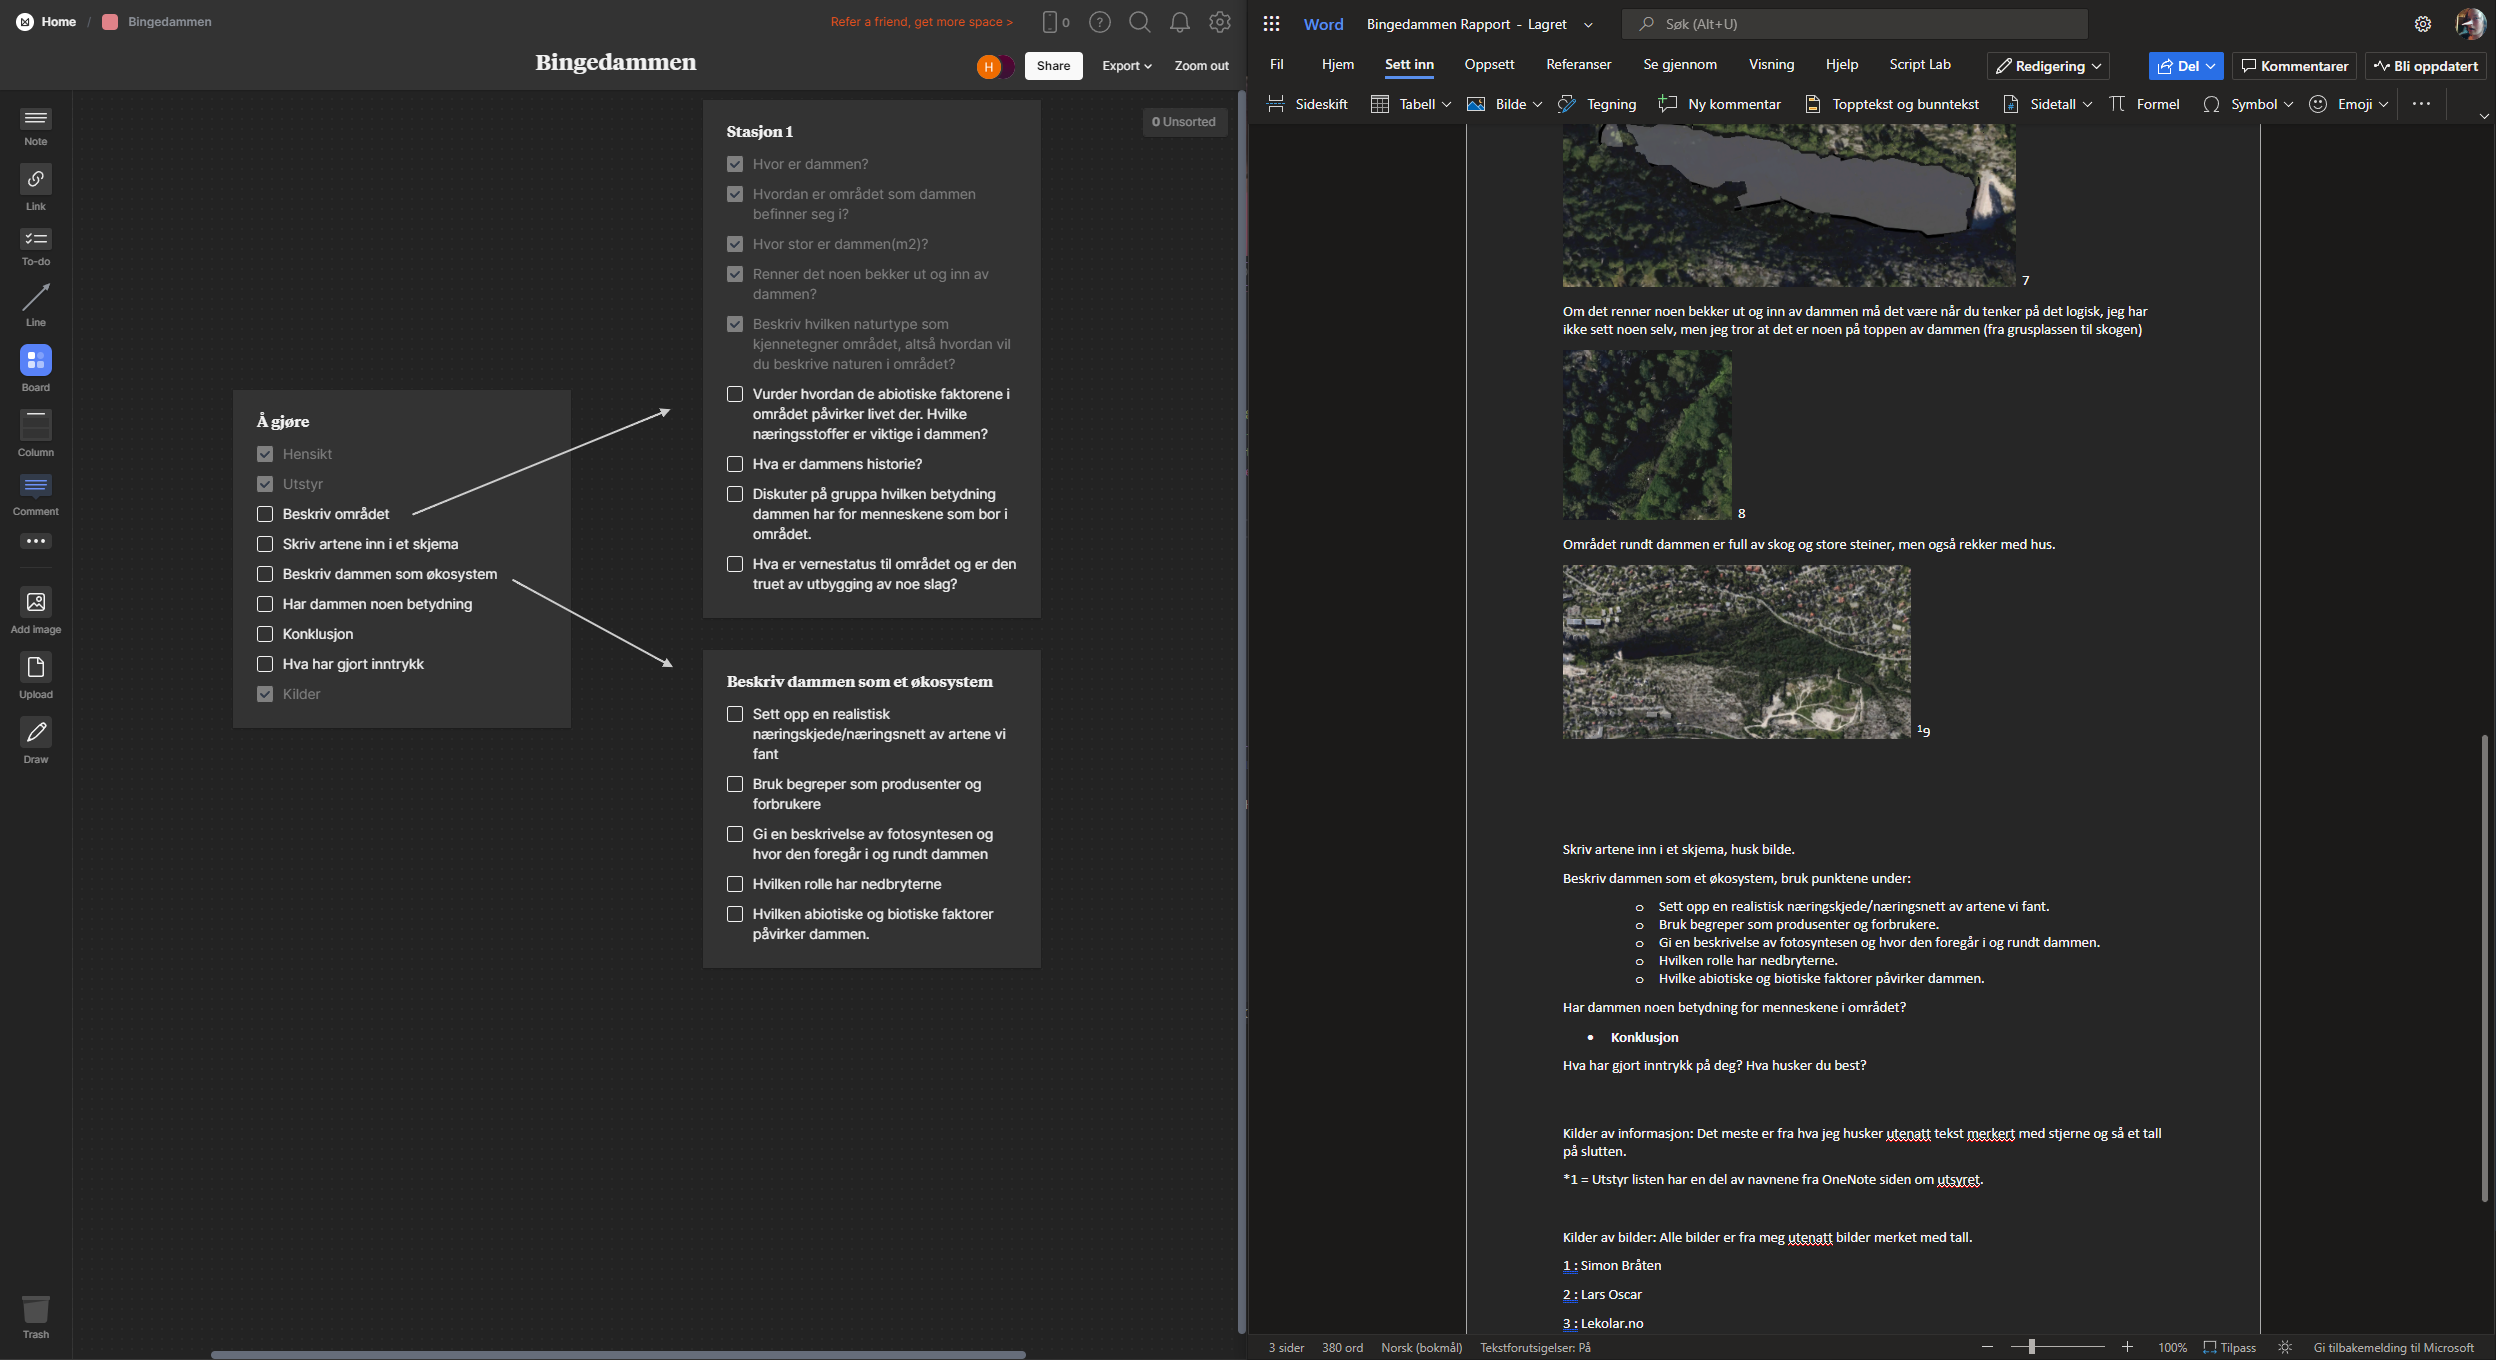 Home / Bingedammen
Refer a friend, get more space >
0
Bingedammen
H
Share
Export
Zoom out
0 Unsorted
Note
Link
To-do
Line
Board
Column
Comment
Add image
Upload
Draw
Trash
Å gjøre
Hensikt
Utstyr
Beskriv området
Skriv artene inn i et skjema
Beskriv dammen som økosystem
Har dammen noen betydning
Konklusjon
Hva har gjort inntrykk
Kilder
Stasjon 1
Hvor er dammen?
Hvordan er området som dammen
befinner seg i?
Hvor stor er dammen(m2)?
Renner det noen bekker ut og inn av
dammen?
Beskriv hvilken naturtype som
kjennetegner området, altså hvordan vil
du beskrive naturen i området?
Vurder hvordan de abiotiske faktorene i
området påvirker livet der. Hvilke
næringsstoffer er viktige i dammen?
Hva er dammens historie?
Diskuter på gruppa hvilken betydning
dammen har for menneskene som bor i
området.
Hva er vernestatus til området og er den
truet av utbygging av noe slag?
Beskriv dammen som et økosystem
Sett opp en realistisk
næringskjede/næringsnett av artene vi
fant
Bruk begreper som produsenter og
forbrukere
Gi en beskrivelse av fotosyntesen og
hvor den foregår i og rundt dammen
Hvilken rolle har nedbryterne
Hvilken abiotiske og biotiske faktorer
påvirker dammen.
Word
Bingedammen Rapport - Lagret
Søk (Alt+U)
Fil Hjem Sett inn Oppsett Referanser Se gjennom Visning Hjelp Script Lab Redigering Del Kommentarer Bli oppdatert
Sideskift Tabell Bilde Tegning Ny kommentar Topptekst og bunntekst Sidetall Formel Symbol Emoji
7
Om det renner noen bekker ut og inn av dammen må det være når du tenker på det logisk, jeg har
ikke sett noen selv, men jeg tror at det er noen på toppen av dammen (fra grusplassen til skogen)
8
Området rundt dammen er full av skog og store steiner, men også rekker med hus.
¹9
Skriv artene inn i et skjema, husk bilde.
Beskriv dammen som et økosystem, bruk punktene under:
o Sett opp en realistisk næringskjede/næringsnett av artene vi fant.
o Bruk begreper som produsenter og forbrukere.
o Gi en beskrivelse av fotosyntesen og hvor den foregår i og rundt dammen.
o Hvilken rolle har nedbryterne.
o Hvilke abiotiske og biotiske faktorer påvirker dammen.
Har dammen noen betydning for menneskene i området?
• Konklusjon
Hva har gjort inntrykk på deg? Hva husker du best?
Kilder av informasjon: Det meste er fra hva jeg husker utenatt tekst merkert med stjerne og så et tall
på slutten.
*1 = Utstyr listen har en del av navnene fra OneNote siden om utsyret.
Kilder av bilder: Alle bilder er fra meg utenatt bilder merket med tall.
1 : Simon Bråten
2 : Lars Oscar
3 : Lekolar.no
3 sider 380 ord Norsk (bokmål) Tekstforutsigelser: På
100% Tilpass Gi tilbakemelding til Microsoft